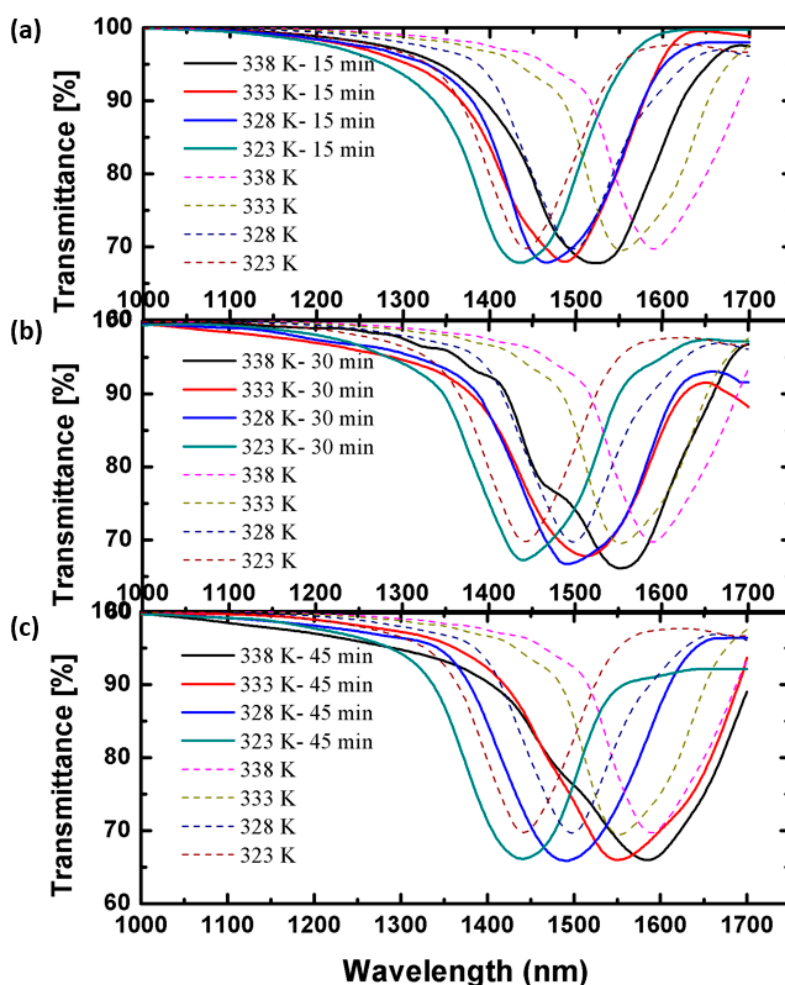 (a)
Transmittance [%]
100
90
80
70
338 K- 15 min
333 K- 15 min
328 K- 15 min
323 K- 15 min
338 K
333 K
328 K
323 K
1000 1100 1200 1300 1400 1500 1600 1700
(b)
Transmittance [%]
90
80
70
338 K- 30 min
333 K- 30 min
328 K- 30 min
323 K- 30 min
338 K
333 K
328 K
323 K
1000 1100 1200 1300 1400 1500 1600 1700
(c)
Transmittance [%]
90
80
70
60
338 K- 45 min
333 K- 45 min
328 K- 45 min
323 K- 45 min
338 K
333 K
328 K
323 K
1000 1100 1200 1300 1400 1500 1600 1700
Wavelength (nm)